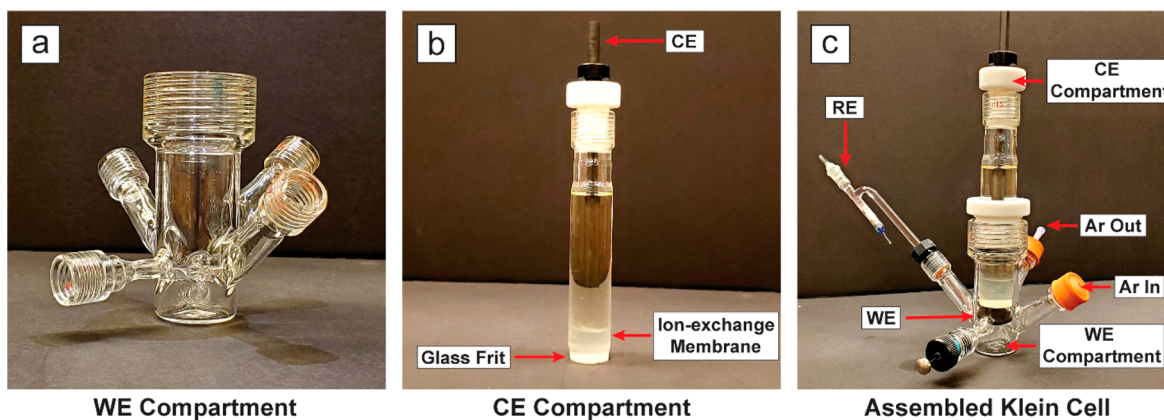 a
WE Compartment
b
CE
Ion-exchange
Membrane
Glass Frit
CE Compartment
c
CE
Compartment
RE
Ar Out
Ar In
WE
WE
Compartment
Assembled Klein Cell